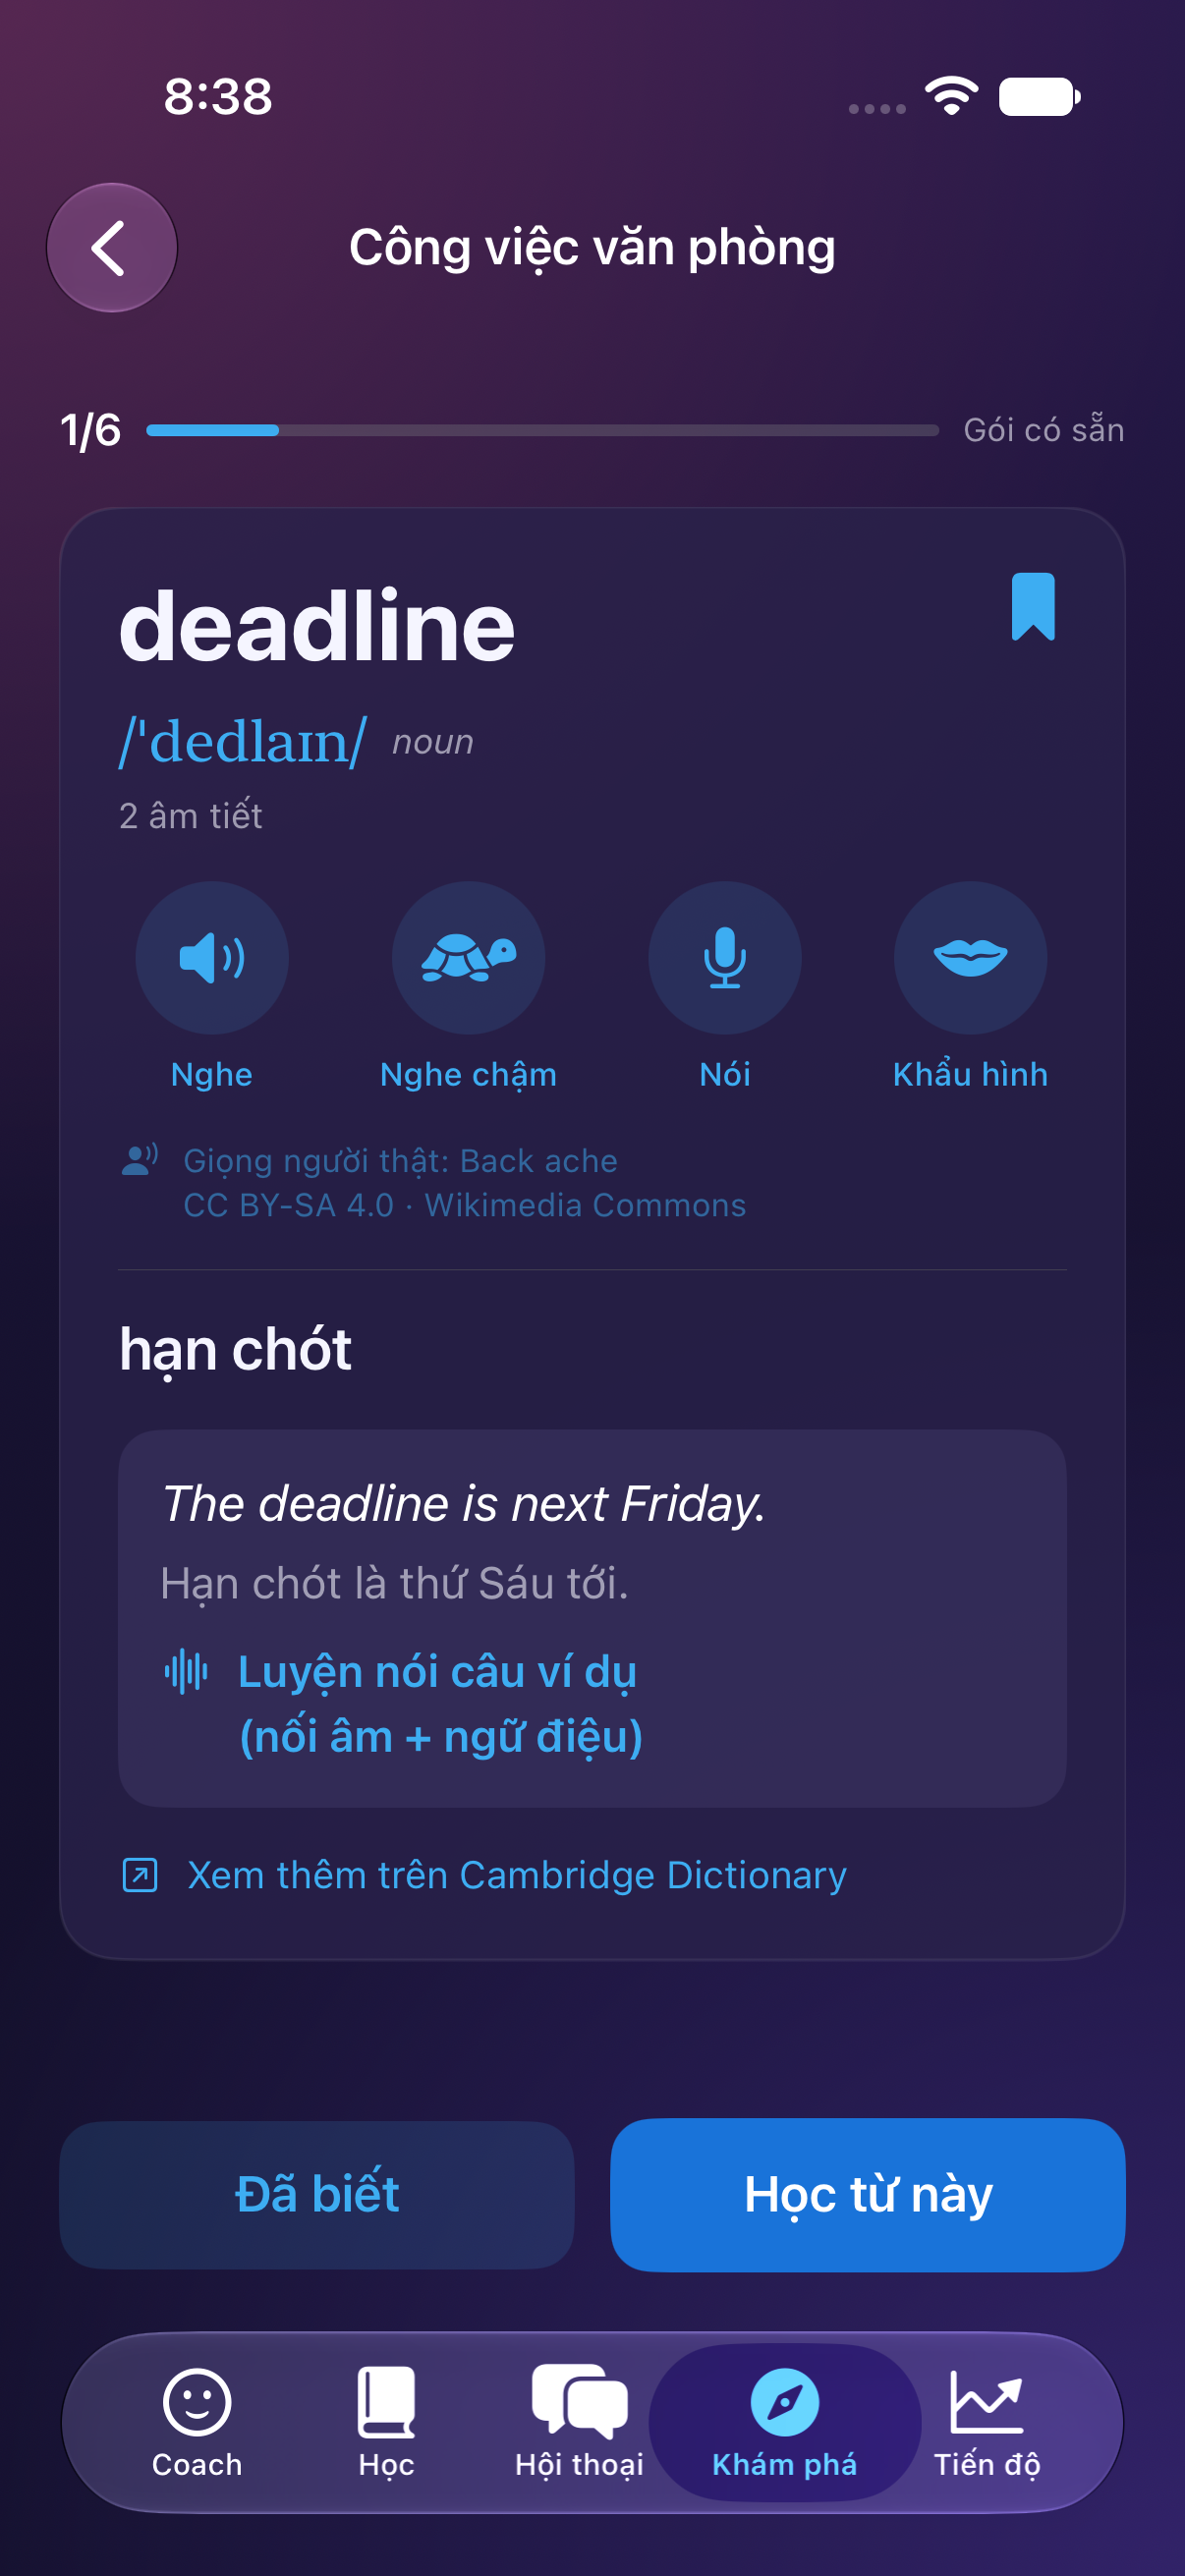 8:38
Công việc văn phòng
1/6
Gói có sẵn
deadline
/ˈdedlaɪn/ noun
2 âm tiết
Nghe
Nghe chậm
Nói
Khẩu hình
Giọng người thật: Back ache
CC BY-SA 4.0 · Wikimedia Commons
hạn chót
The deadline is next Friday.
Hạn chót là thứ Sáu tới.
Luyện nói câu ví dụ
(nối âm + ngữ điệu)
Xem thêm trên Cambridge Dictionary
Đã biết
Học từ này
Coach
Học
Hội thoại
Khám phá
Tiến độ